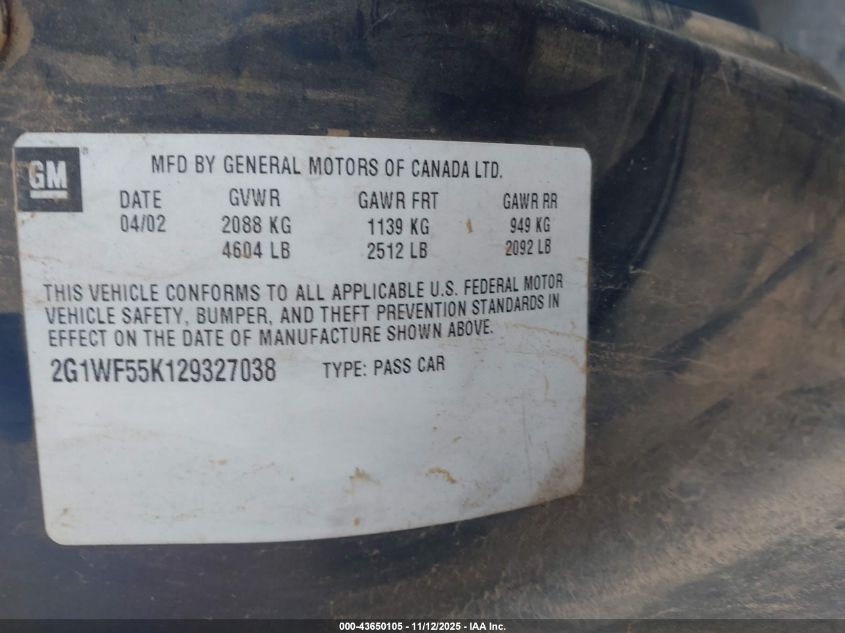 GM ®
MFD BY GENERAL MOTORS OF CANADA LTD.
DATE GVWR GAWR FRT GAWR RR
04/02 2088 KG 1139 KG 949 KG
4604 LB 2512 LB 2092 LB
THIS VEHICLE CONFORMS TO ALL APPLICABLE U.S. FEDERAL MOTOR
VEHICLE SAFETY, BUMPER, AND THEFT PREVENTION STANDARDS IN
EFFECT ON THE DATE OF MANUFACTURE SHOWN ABOVE.
2G1WF55K129327038 TYPE: PASS CAR
000-43650105 - 11/12/2025 - IAA Inc.